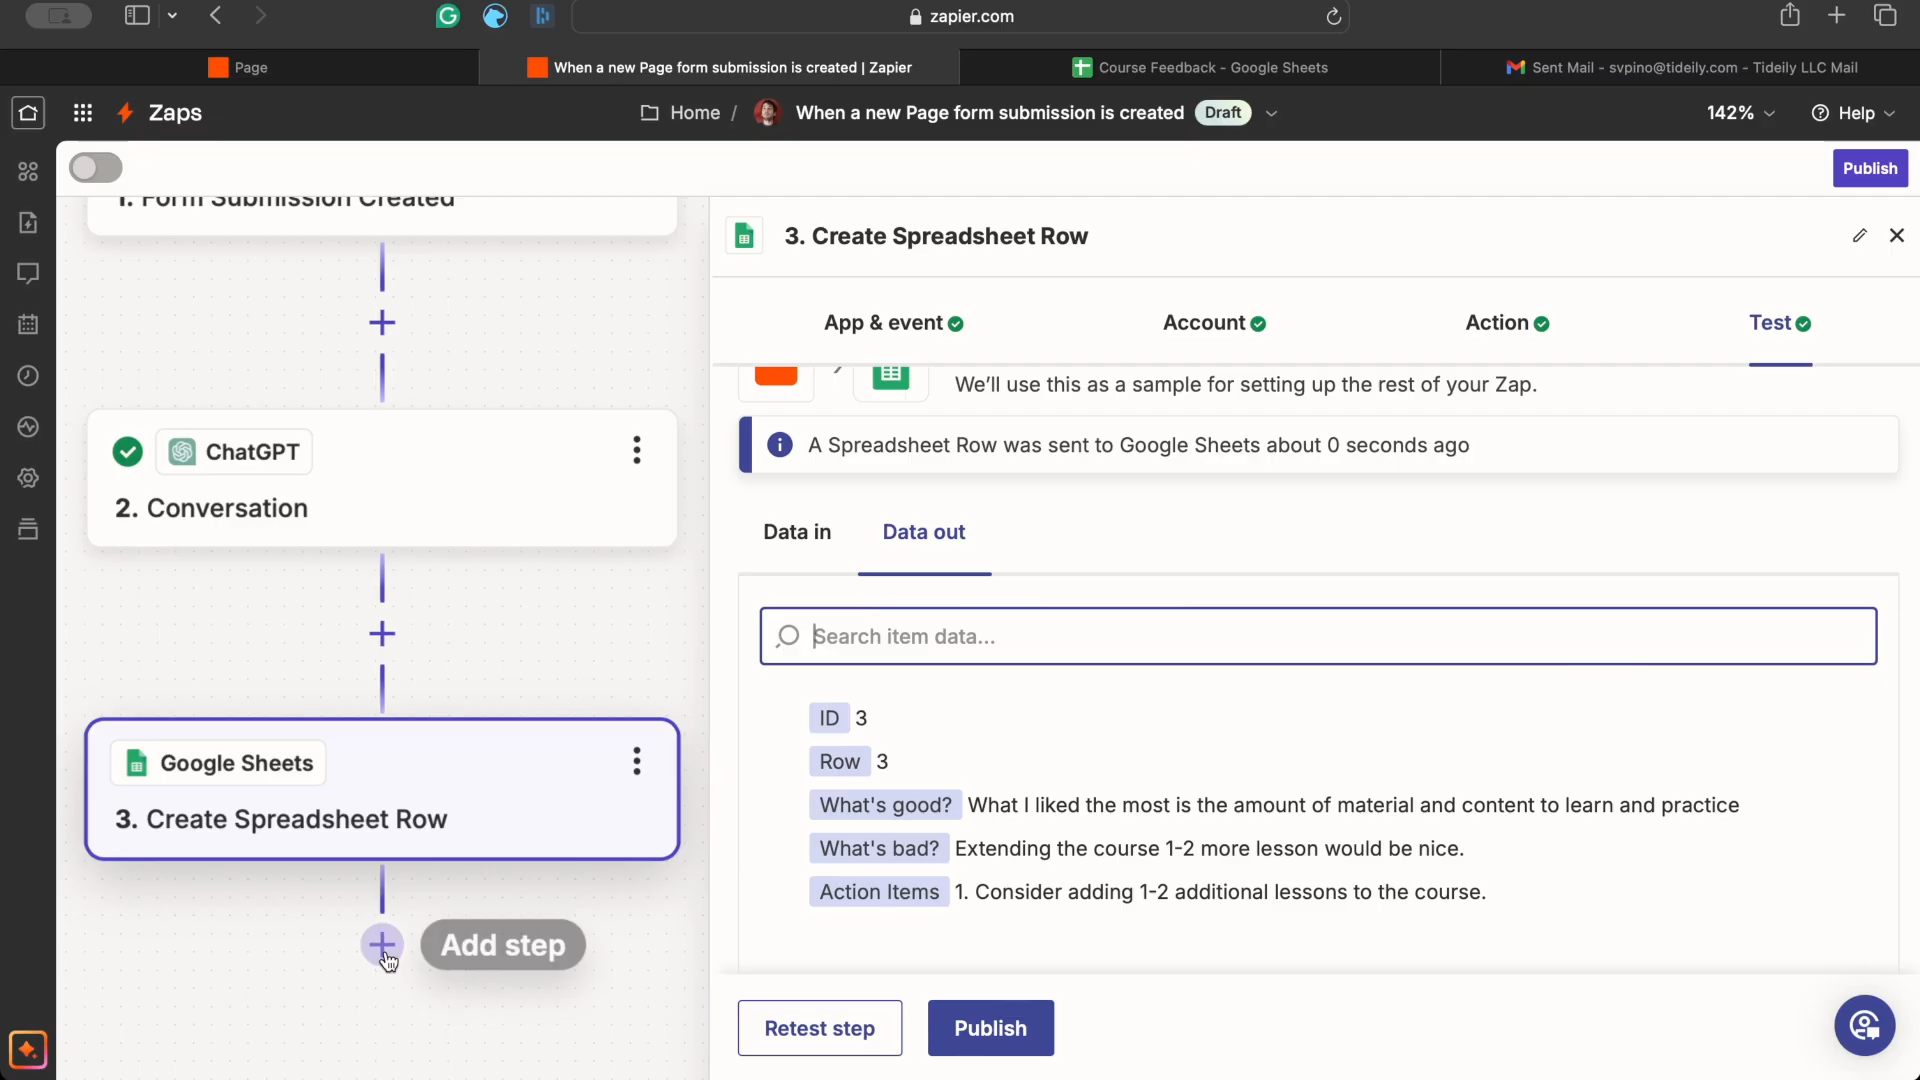 zapier.com
Page
When a new Page form submission is created | Zapier
Course Feedback - Google Sheets
Sent Mail - svpino@tideily.com - Tideily LLC Mail
Zaps
Home / When a new Page form submission is created Draft
142%
Help
Publish
1. Form Submission Created
3. Create Spreadsheet Row
App & event
Account
Action
Test
We'll use this as a sample for setting up the rest of your Zap.
A Spreadsheet Row was sent to Google Sheets about 0 seconds ago
ChatGPT
2. Conversation
Data in
Data out
Search item data...
ID 3
Row 3
What's good? What I liked the most is the amount of material and content to learn and practice
What's bad? Extending the course 1-2 more lesson would be nice.
Action Items 1. Consider adding 1-2 additional lessons to the course.
Google Sheets
3. Create Spreadsheet Row
Add step
Retest step
Publish